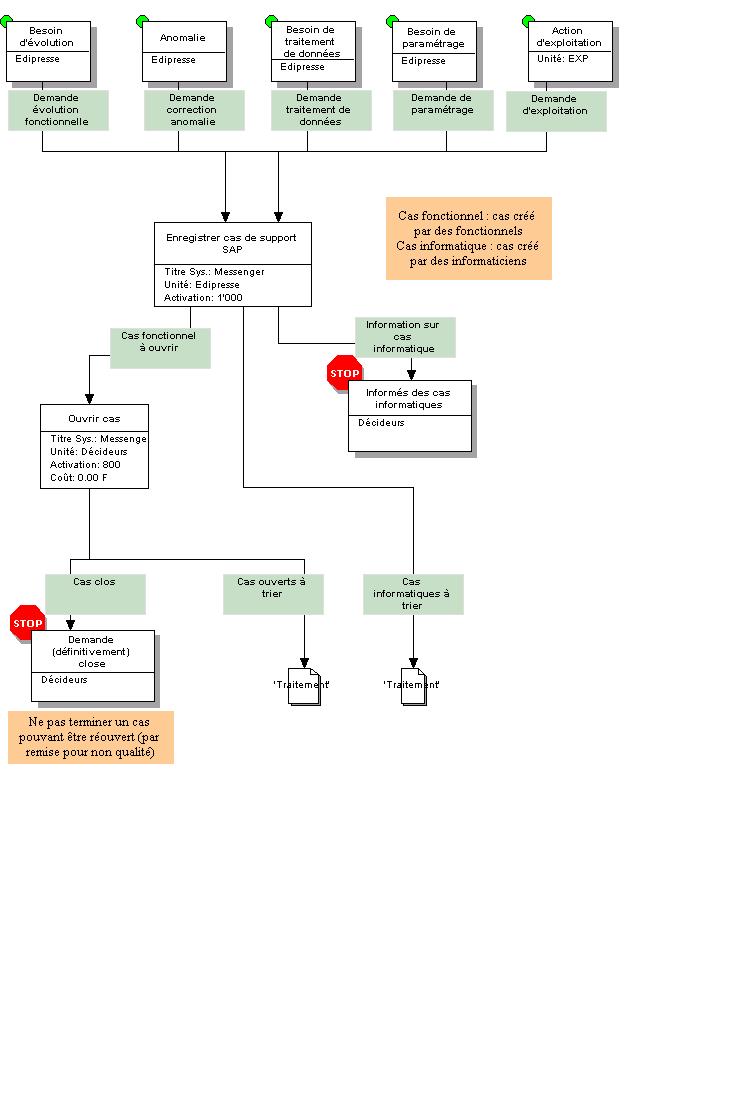 Besoin
d'évolution
Edipresse
Anomalie
Edipresse
Besoin de
traitement
de données
Edipresse
Besoin de
paramétrage
Edipresse
Action
d'exploitation
Unité: EXP
Demande
évolution
fonctionnelle
Demande
correction
anomalie
Demande
traitement de
données
Demande de
paramétrage
Demande
d'exploitation
Enregistrer cas de support
SAP
Titre Sys.: Messenger
Unité: Edipresse
Activation: 1'000
Cas fonctionnel : cas créé
par des fonctionnels
Cas informatique : cas créé
par des informaticiens
Cas fonctionnel
à ouvrir
Information sur
cas
informatique
STOP
Informés des cas
informatiques
Décideurs
Ouvrir cas
Titre Sys.: Messenge
Unité: Décideurs
Activation: 800
Coût: 0.00 F
Cas clos
Cas ouverts à
trier
Cas
informatiques à
trier
STOP
Demande
(définitivement)
close
Décideurs
'Traitement'
'Traitement'
Ne pas terminer un cas
pouvant être réouvert (par
remise pour non qualité)